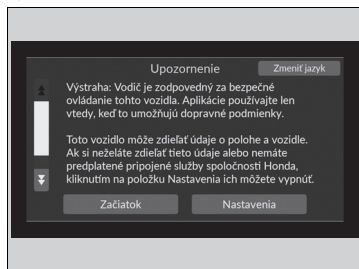 Upozornenie
Zmeniť jazyk
Výstraha: Vodič je zodpovedný za bezpečné
ovládanie tohto vozidla. Aplikácie používajte len
vtedy, keď to umožňujú dopravné podmienky.
Toto vozidlo môže zdieľať údaje o polohe a vozidle.
Ak si neželáte zdieľať tieto údaje alebo nemáte
predplatené pripojené služby spoločnosti Honda,
kliknutím na položku Nastavenia ich môžete vypnúť.
Začiatok
Nastavenia